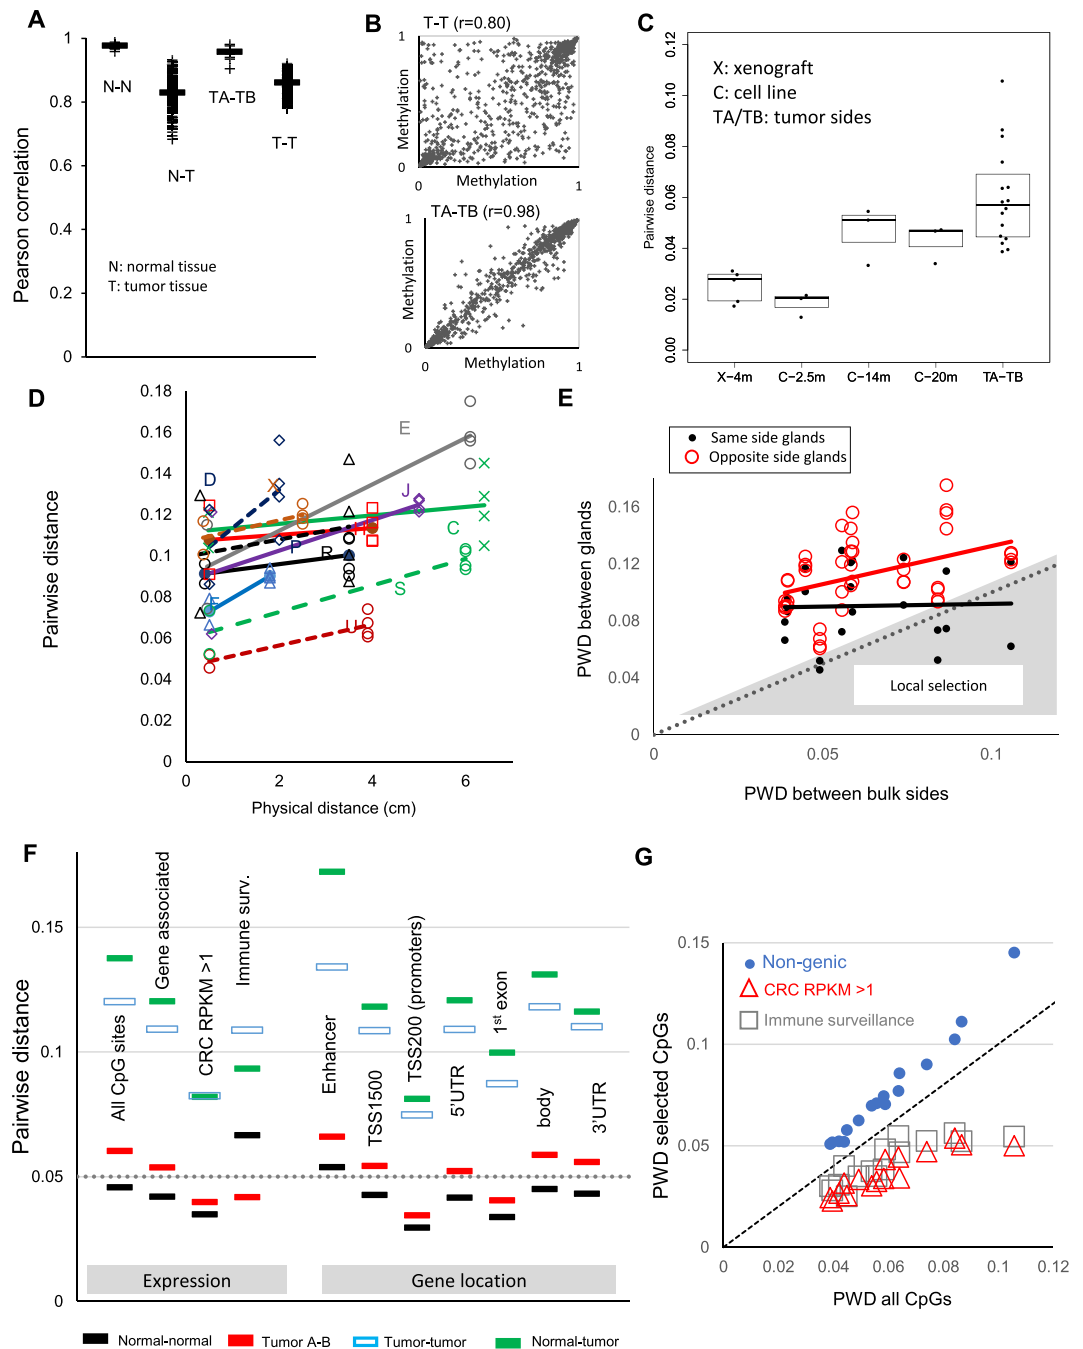 A
Pearson correlation
1
0.8
0.6
0.4
0.2
0
N-N
N-T
TA-TB
T-T
N: normal tissue
T: tumor tissue
B
T-T (r=0.80)
Methylation
1
0
0
Methylation
1
TA-TB (r=0.98)
Methylation
1
0
0
Methylation
1
C
Pairwise distance
0.12
0.10
0.08
0.06
0.04
0.02
0.00
X: xenograft
C: cell line
TA/TB: tumor sides
X−4m
C−2.5m
C−14m
C−20m
TA−TB
D
Pairwise distance
0.18
0.16
0.14
0.12
0.1
0.08
0.06
0.04
0.02
0
D
X
E
J
P
R
C
S
U
0
2
4
6
Physical distance (cm)
E
Same side glands
Opposite side glands
PWD between glands
0.16
0.12
0.08
0.04
0
Local selection
0
0.05
0.1
PWD between bulk sides
F
Pairwise distance
0.15
0.1
0.05
0
All CpG sites
Gene associated
CRC RPKM >1
Immune surv.
Enhancer
TSS1500
TSS200 (promoters)
5'UTR
1st exon
body
3'UTR
Expression
Gene location
Normal-normal
Tumor A-B
Tumor-tumor
Normal-tumor
G
PWD selected CpGs
0.15
0.1
0.05
0
Non-genic
CRC RPKM >1
Immune surveillance
0
0.02
0.04
0.06
0.08
0.1
0.12
PWD all CpGs